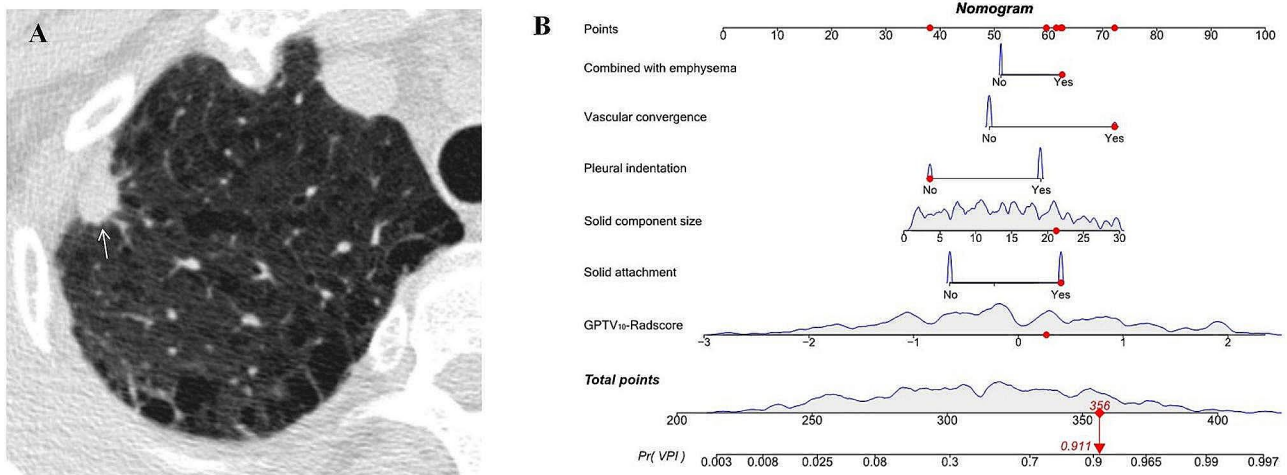 A
B
Nomogram
Points
0 10 20 30 40 50 60 70 80 90 100
Combined with emphysema
No Yes
Vascular convergence
No Yes
Pleural indentation
No Yes
Solid component size
0 5 10 15 20 25 30
Solid attachment
No Yes
GPTV₁₀-Radscore
−3 −2 −1 0 1 2
Total points
356
200 250 300 350 400
0.911
Pr( VPI )
0.003 0.008 0.025 0.08 0.3 0.7 0.9 0.965 0.99 0.997